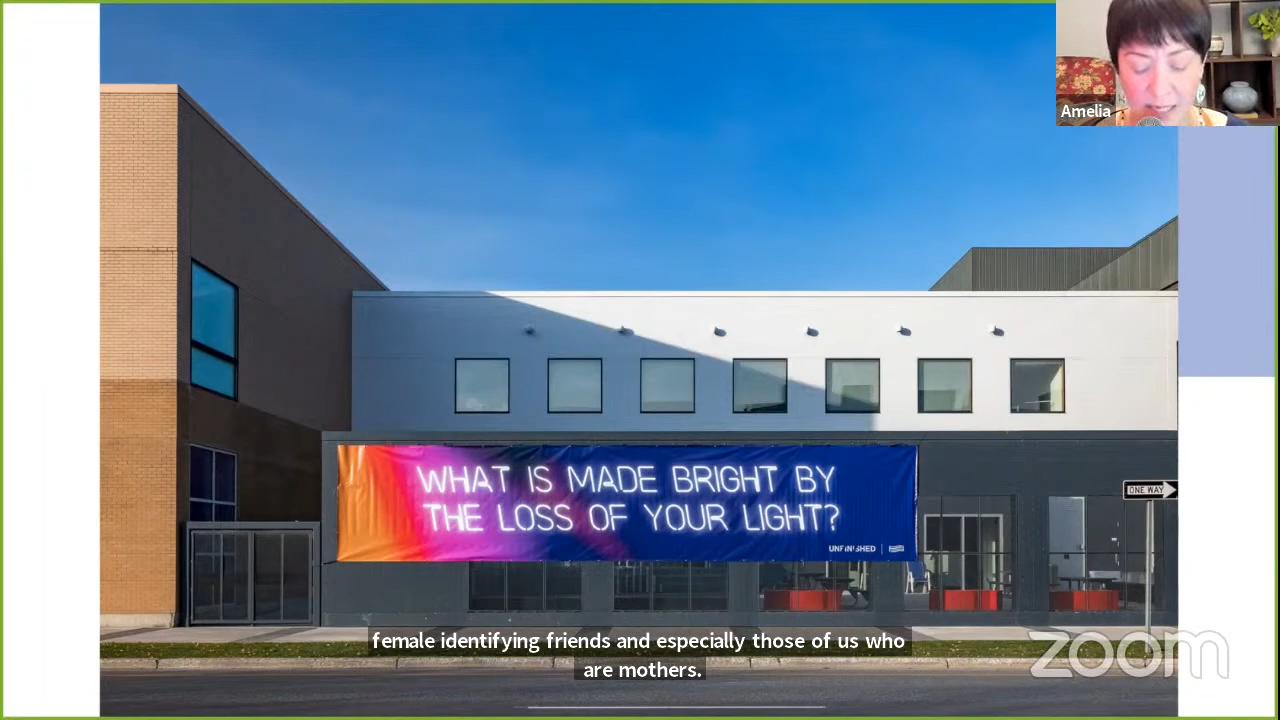 Amelia
WHAT IS MADE BRIGHT BY
THE LOSS OF YOUR LIGHT?
UNFINISHED
ONE WAY
female identifying friends and especially those of us who
are mothers.
zoom